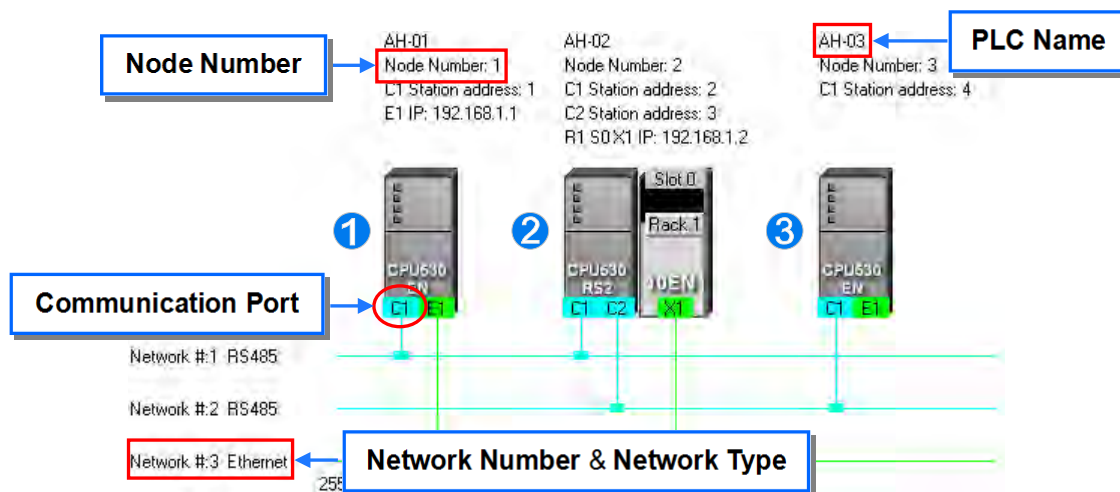 AH-01
Node Number: 1
C1 Station address: 1
E1 IP: 192.168.1.1
AH-02
Node Number: 2
C1 Station address: 2
C2 Station address: 3
R1 S0 X1 IP: 192.168.1.2
AH-03
Node Number: 3
C1 Station address: 4
Node Number
PLC Name
1
CPU530
EN
C1 E1
2
CPU530
RS2
C1 C2
Slot 0
Rack 1
10EN
X1
3
CPU530
EN
C1 E1
Communication Port
Network #:1 RS485
Network #:2 RS485
Network #:3 Ethernet
Network Number & Network Type
255